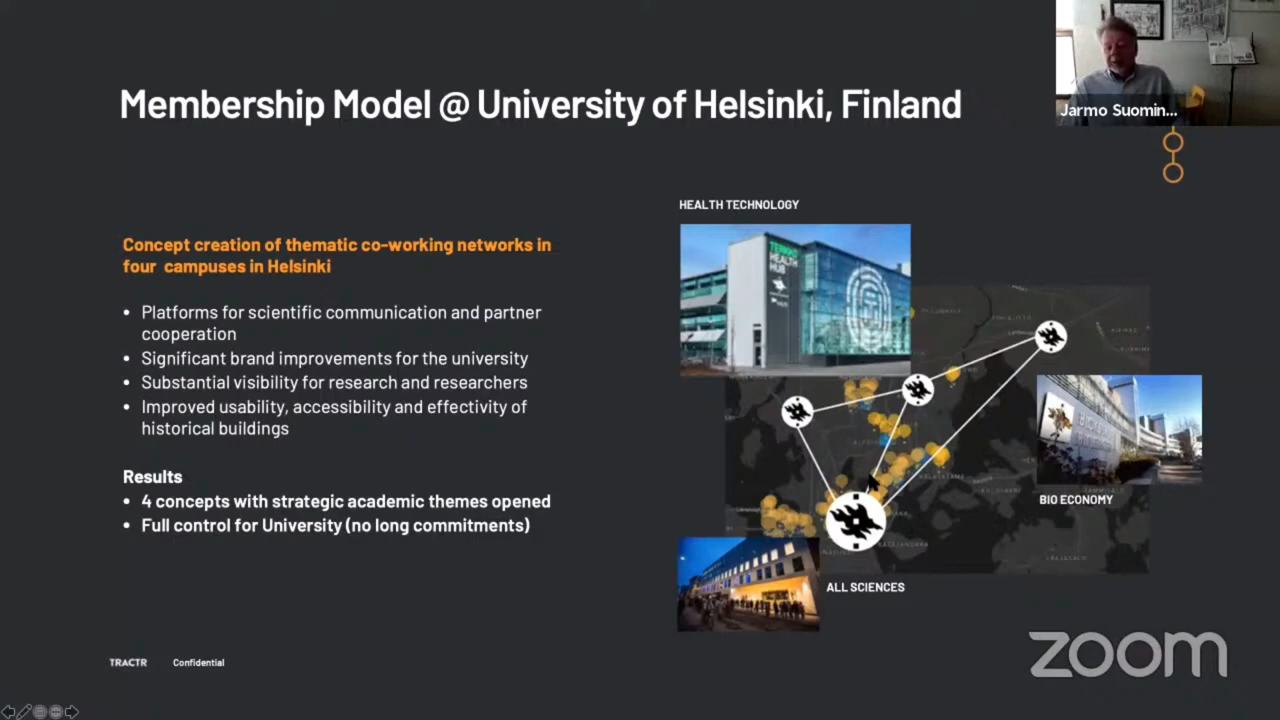 Membership Model @ University of Helsinki, Finland
Jarmo Suomin...
HEALTH TECHNOLOGY
Concept creation of thematic co-working networks in
four campuses in Helsinki
• Platforms for scientific communication and partner
cooperation
• Significant brand improvements for the university
• Substantial visibility for research and researchers
• Improved usability, accessibility and effectivity of
historical buildings
Results
• 4 concepts with strategic academic themes opened
• Full control for University (no long commitments)
TERKKO
HEALTH
HUB
BIO ECONOMY
ALL SCIENCES
TRACTR
Confidential
zoom